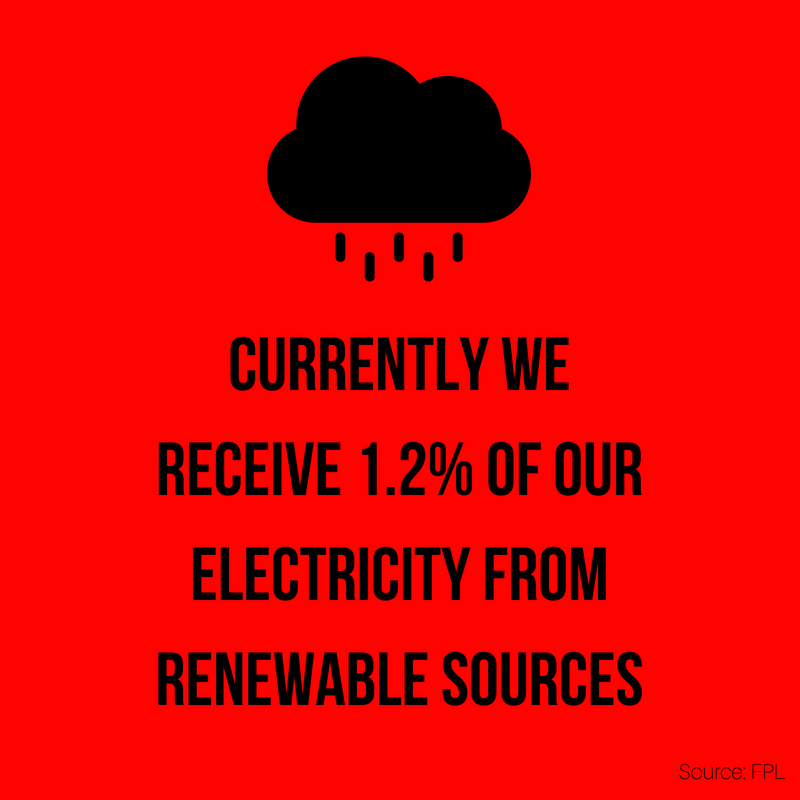 CURRENTLY WE
RECEIVE 1.2% OF OUR
ELECTRICITY FROM
RENEWABLE SOURCES
Source: FPL